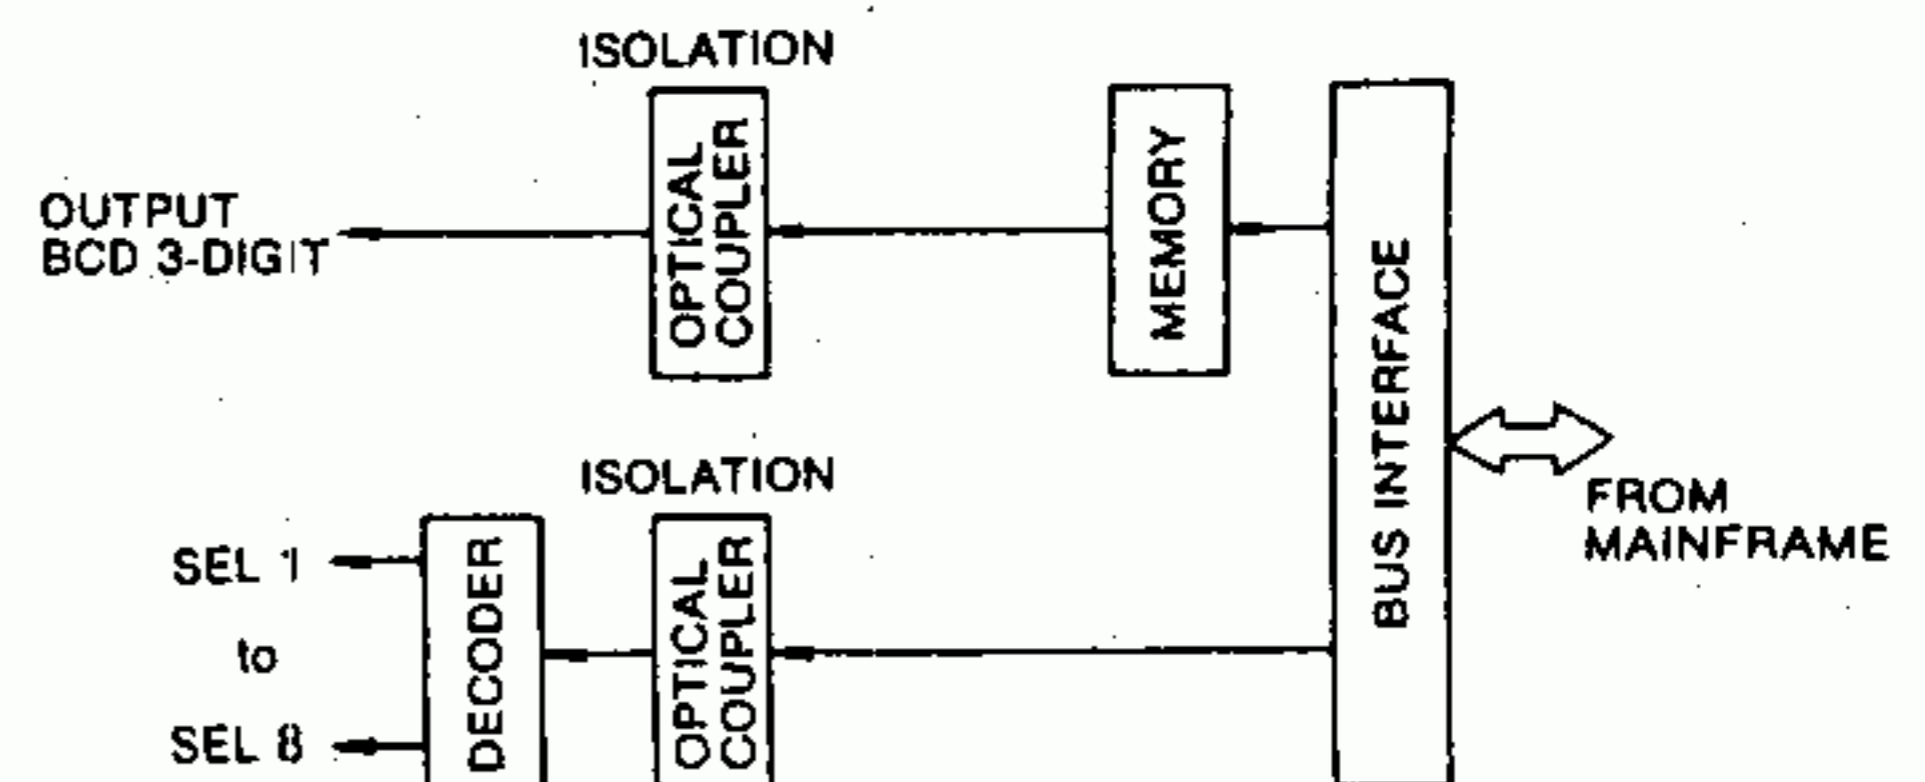 ISOLATION
OPTICAL
COUPLER
MEMORY
OUTPUT
BCD 3-DIGIT
BUS INTERFACE
FROM
MAINFRAME
ISOLATION
OPTICAL
COUPLER
DECODER
SEL 1
to
SEL 8